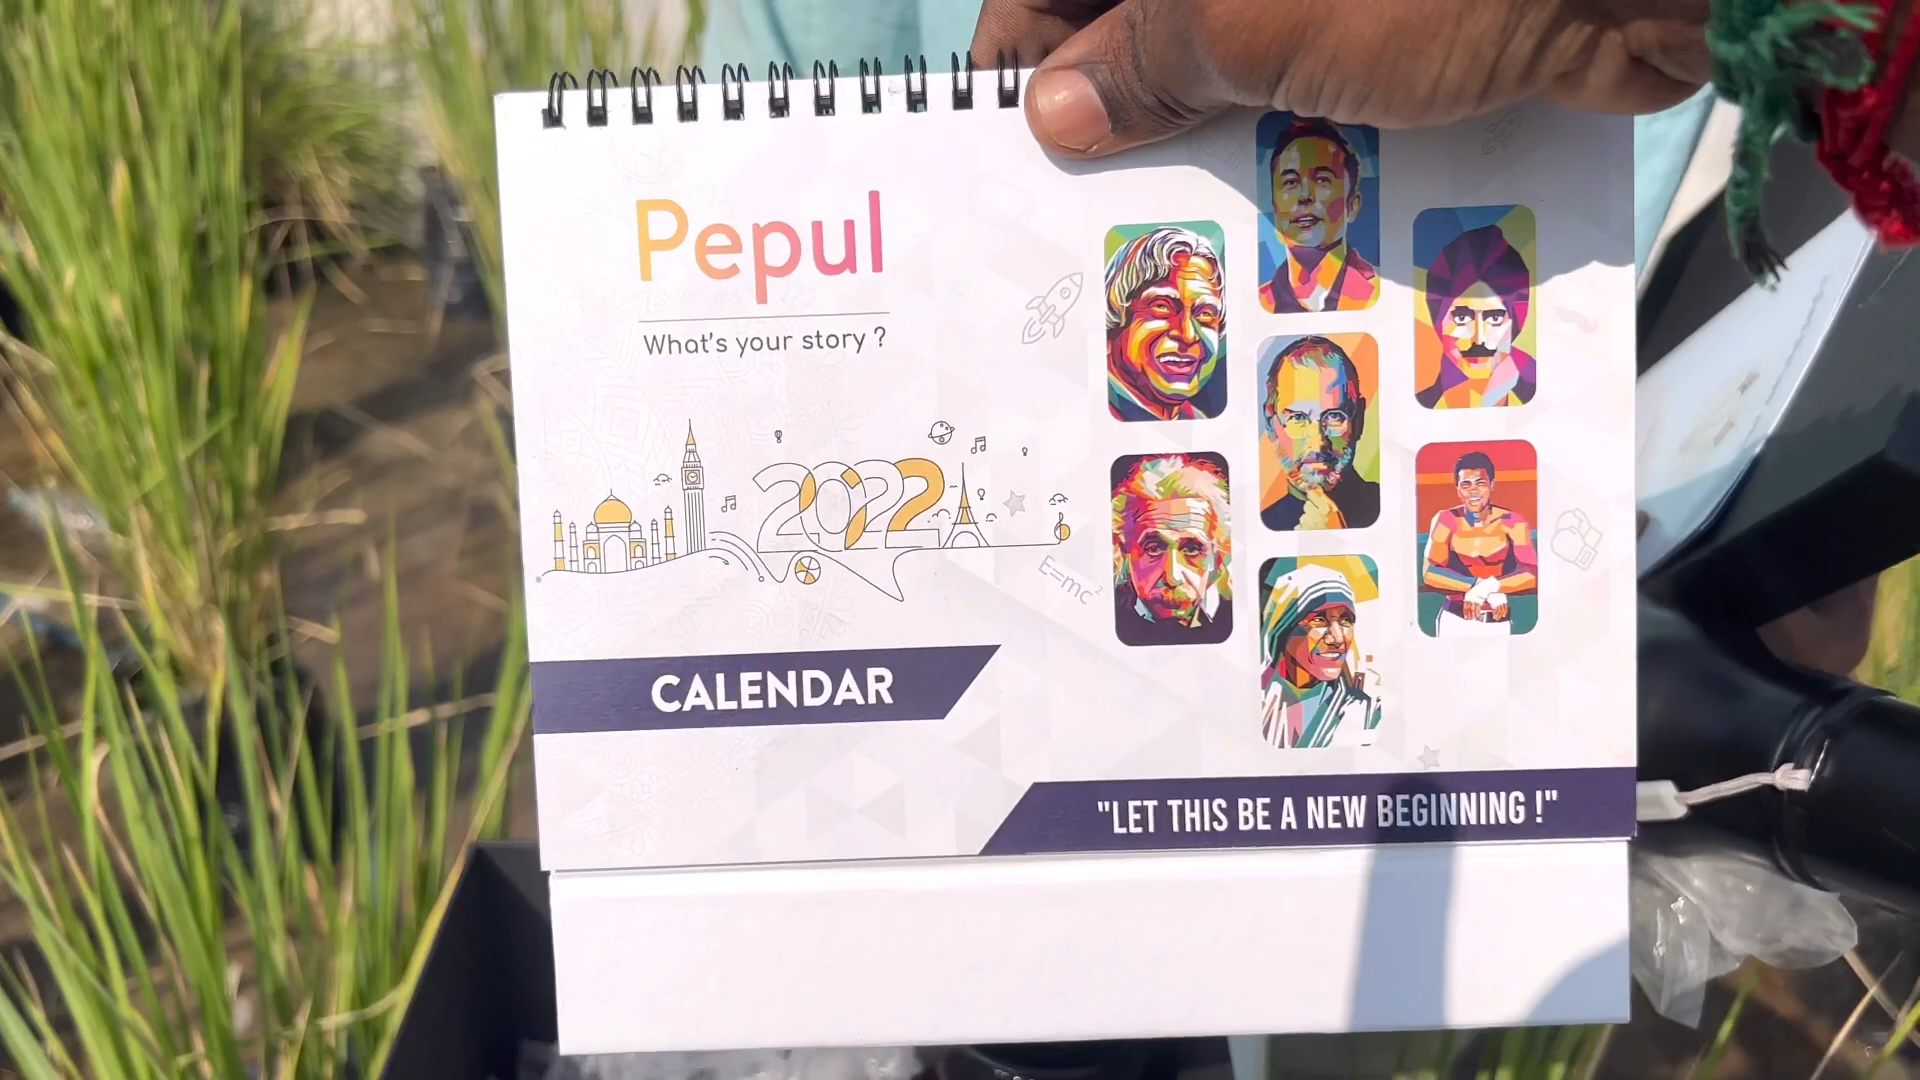 Pepul
What's your story ?
2022
E=mc²
CALENDAR
"LET THIS BE A NEW BEGINNING !"